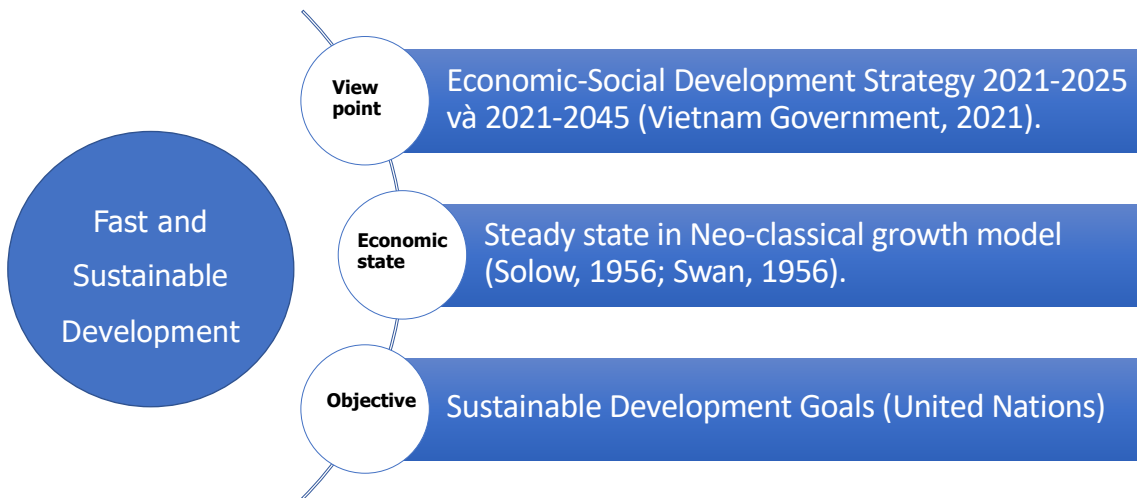 Fast and
Sustainable
Development
View
point
Economic-Social Development Strategy 2021-2025
và 2021-2045 (Vietnam Government, 2021).
Economic
state
Steady state in Neo-classical growth model
(Solow, 1956; Swan, 1956).
Objective
Sustainable Development Goals (United Nations)